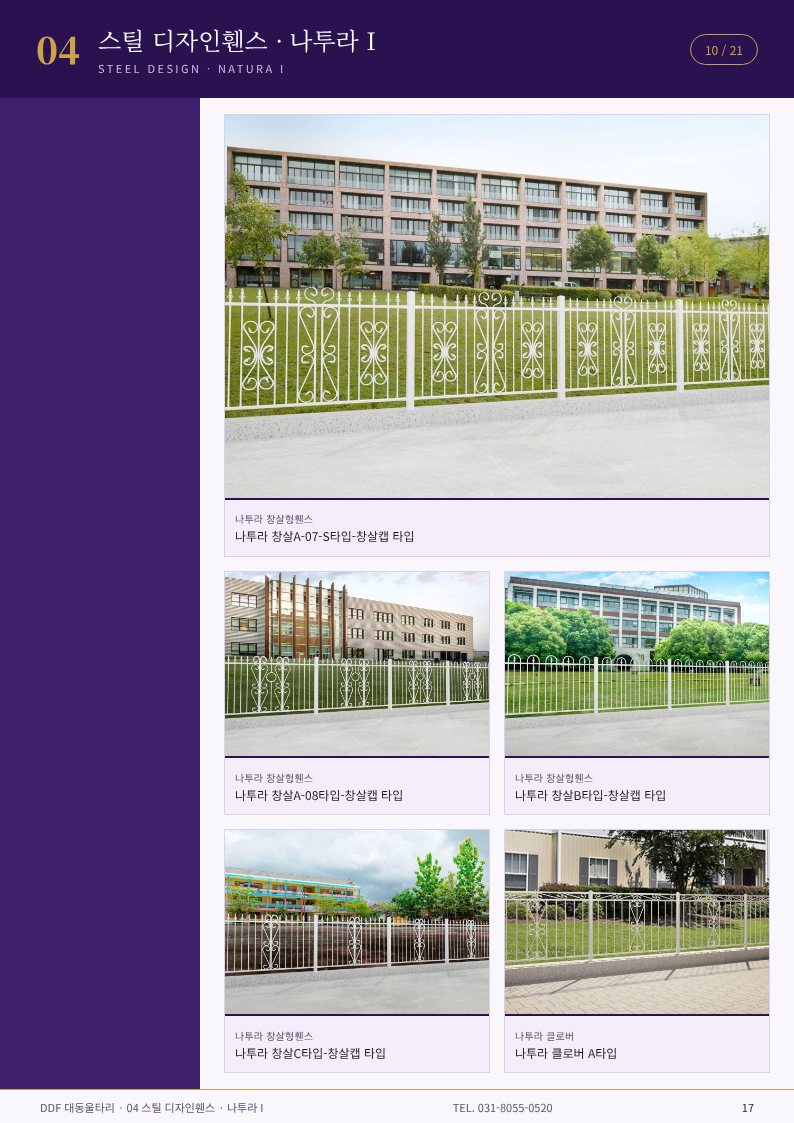 04
스틸 디자인휀스 · 나투라 I
STEEL DESIGN · NATURA I
10 / 21
나투라 창살형휀스
나투라 창살A-07-S타입-창살캡 타입
나투라 창살형휀스
나투라 창살A-08타입-창살캡 타입
나투라 창살형휀스
나투라 창살B타입-창살캡 타입
나투라 창살형휀스
나투라 창살C타입-창살캡 타입
나투라 클로버
나투라 클로버 A타입
DDF 대동울타리 · 04 스틸 디자인휀스 · 나투라 I
TEL. 031-8055-0520
17